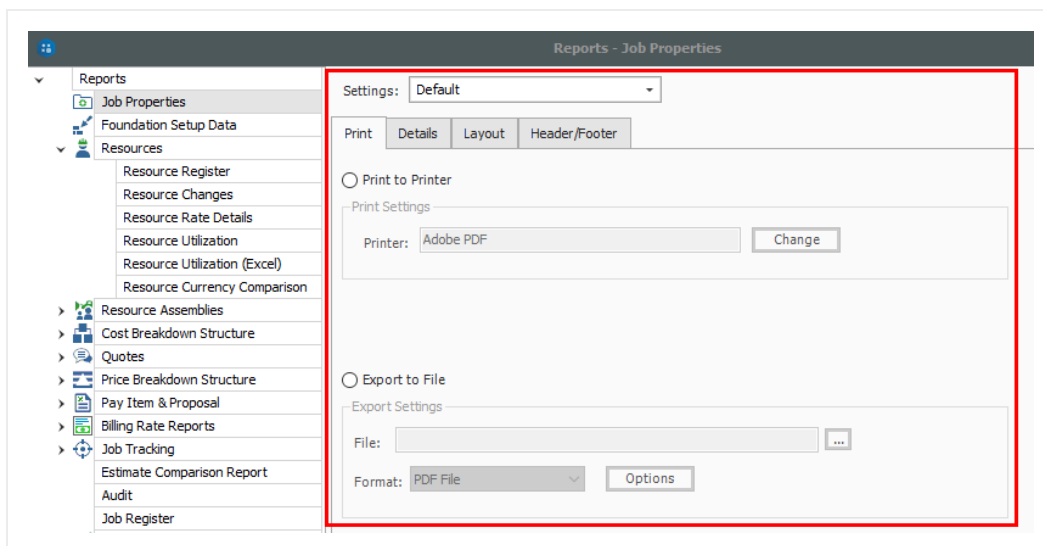 Reports - Job Properties
Reports
Job Properties
Foundation Setup Data
Resources
Resource Register
Resource Changes
Resource Rate Details
Resource Utilization
Resource Utilization (Excel)
Resource Currency Comparison
Resource Assemblies
Cost Breakdown Structure
Quotes
Price Breakdown Structure
Pay Item & Proposal
Billing Rate Reports
Job Tracking
Estimate Comparison Report
Audit
Job Register
Settings: Default
Print Details Layout Header/Footer
Print to Printer
Print Settings
Printer: Adobe PDF Change
Export to File
Export Settings
File: ...
Format: PDF File Options